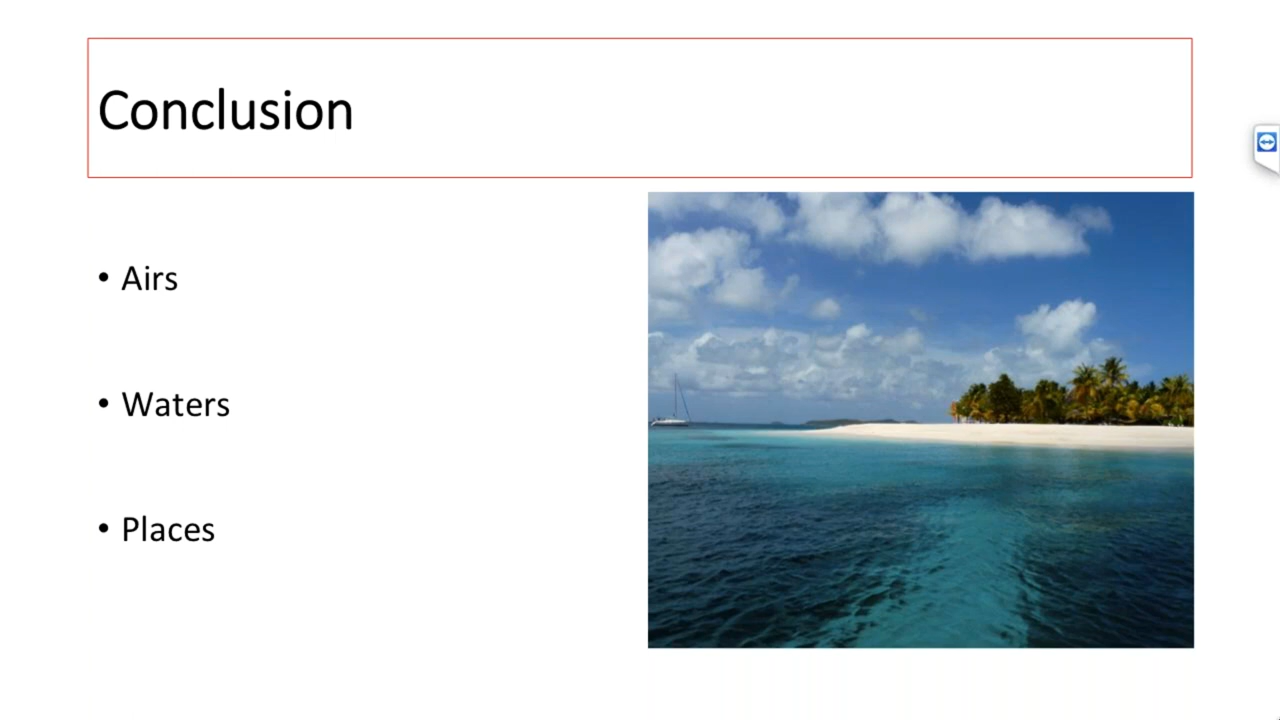 Conclusion
• Airs
• Waters
• Places